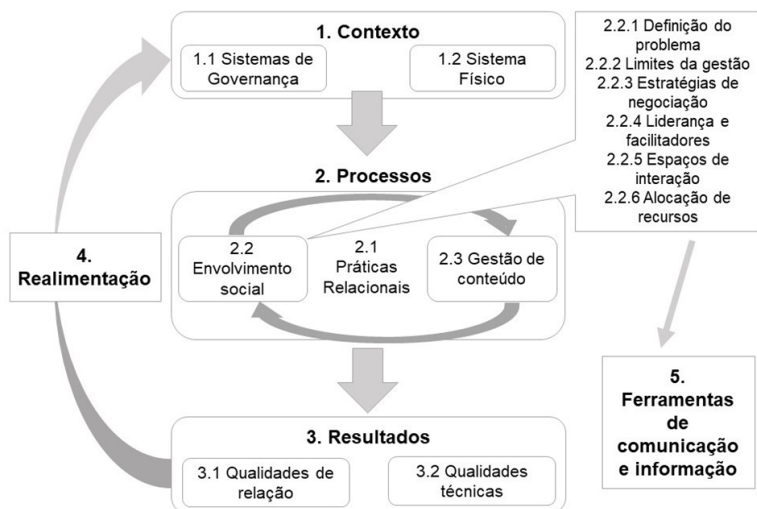 1. Contexto
1.1 Sistemas de
Governança
1.2 Sistema
Físico
2. Processos
2.2
Envolvimento
social
2.1
Práticas
Relacionais
2.3 Gestão de
conteúdo
3. Resultados
3.1 Qualidades de
relação
3.2 Qualidades
técnicas
4.
Realimentação
2.2.1 Definição do
problema
2.2.2 Limites da gestão
2.2.3 Estratégias de
negociação
2.2.4 Liderança e
facilitadores
2.2.5 Espaços de
interação
2.2.6 Alocação de
recursos
5.
Ferramentas
de
comunicação
e informação